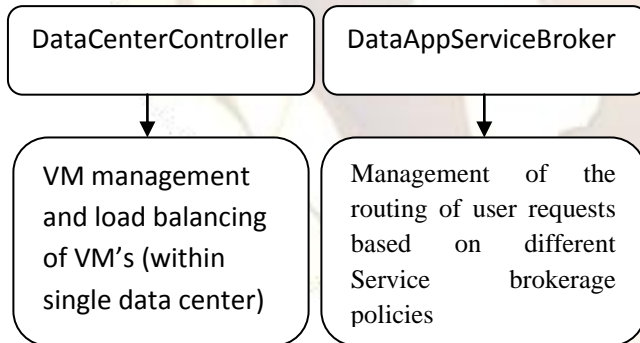 DataCenterController
DataAppServiceBroker
VM management
and load balancing
of VM's (within
single data center)
Management of the
routing of user requests
based on different
Service brokerage
policies